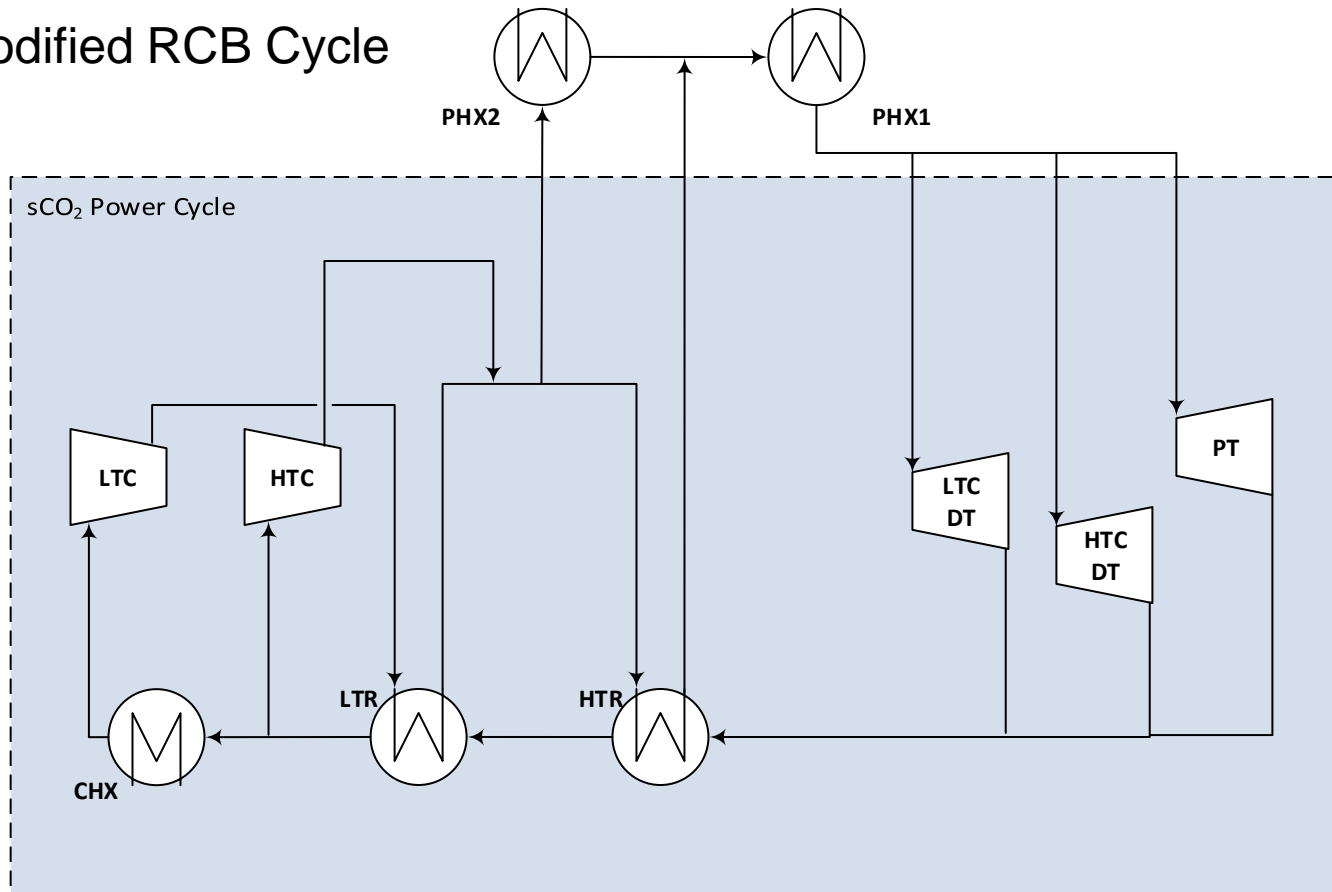 odified RCB Cycle
PHX2
PHX1
sCO₂ Power Cycle
LTC
HTC
PT
LTC
DT
HTC
DT
LTR
HTR
CHX